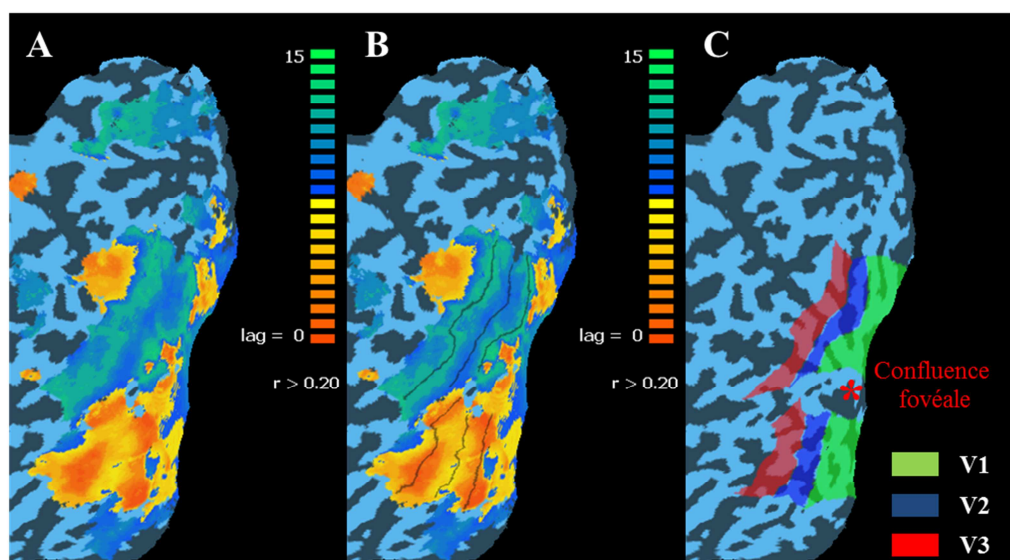 A
15
lag = 0
r > 0.20
B
15
lag = 0
r > 0.20
C
Confluence
fovéale
*
V1
V2
V3